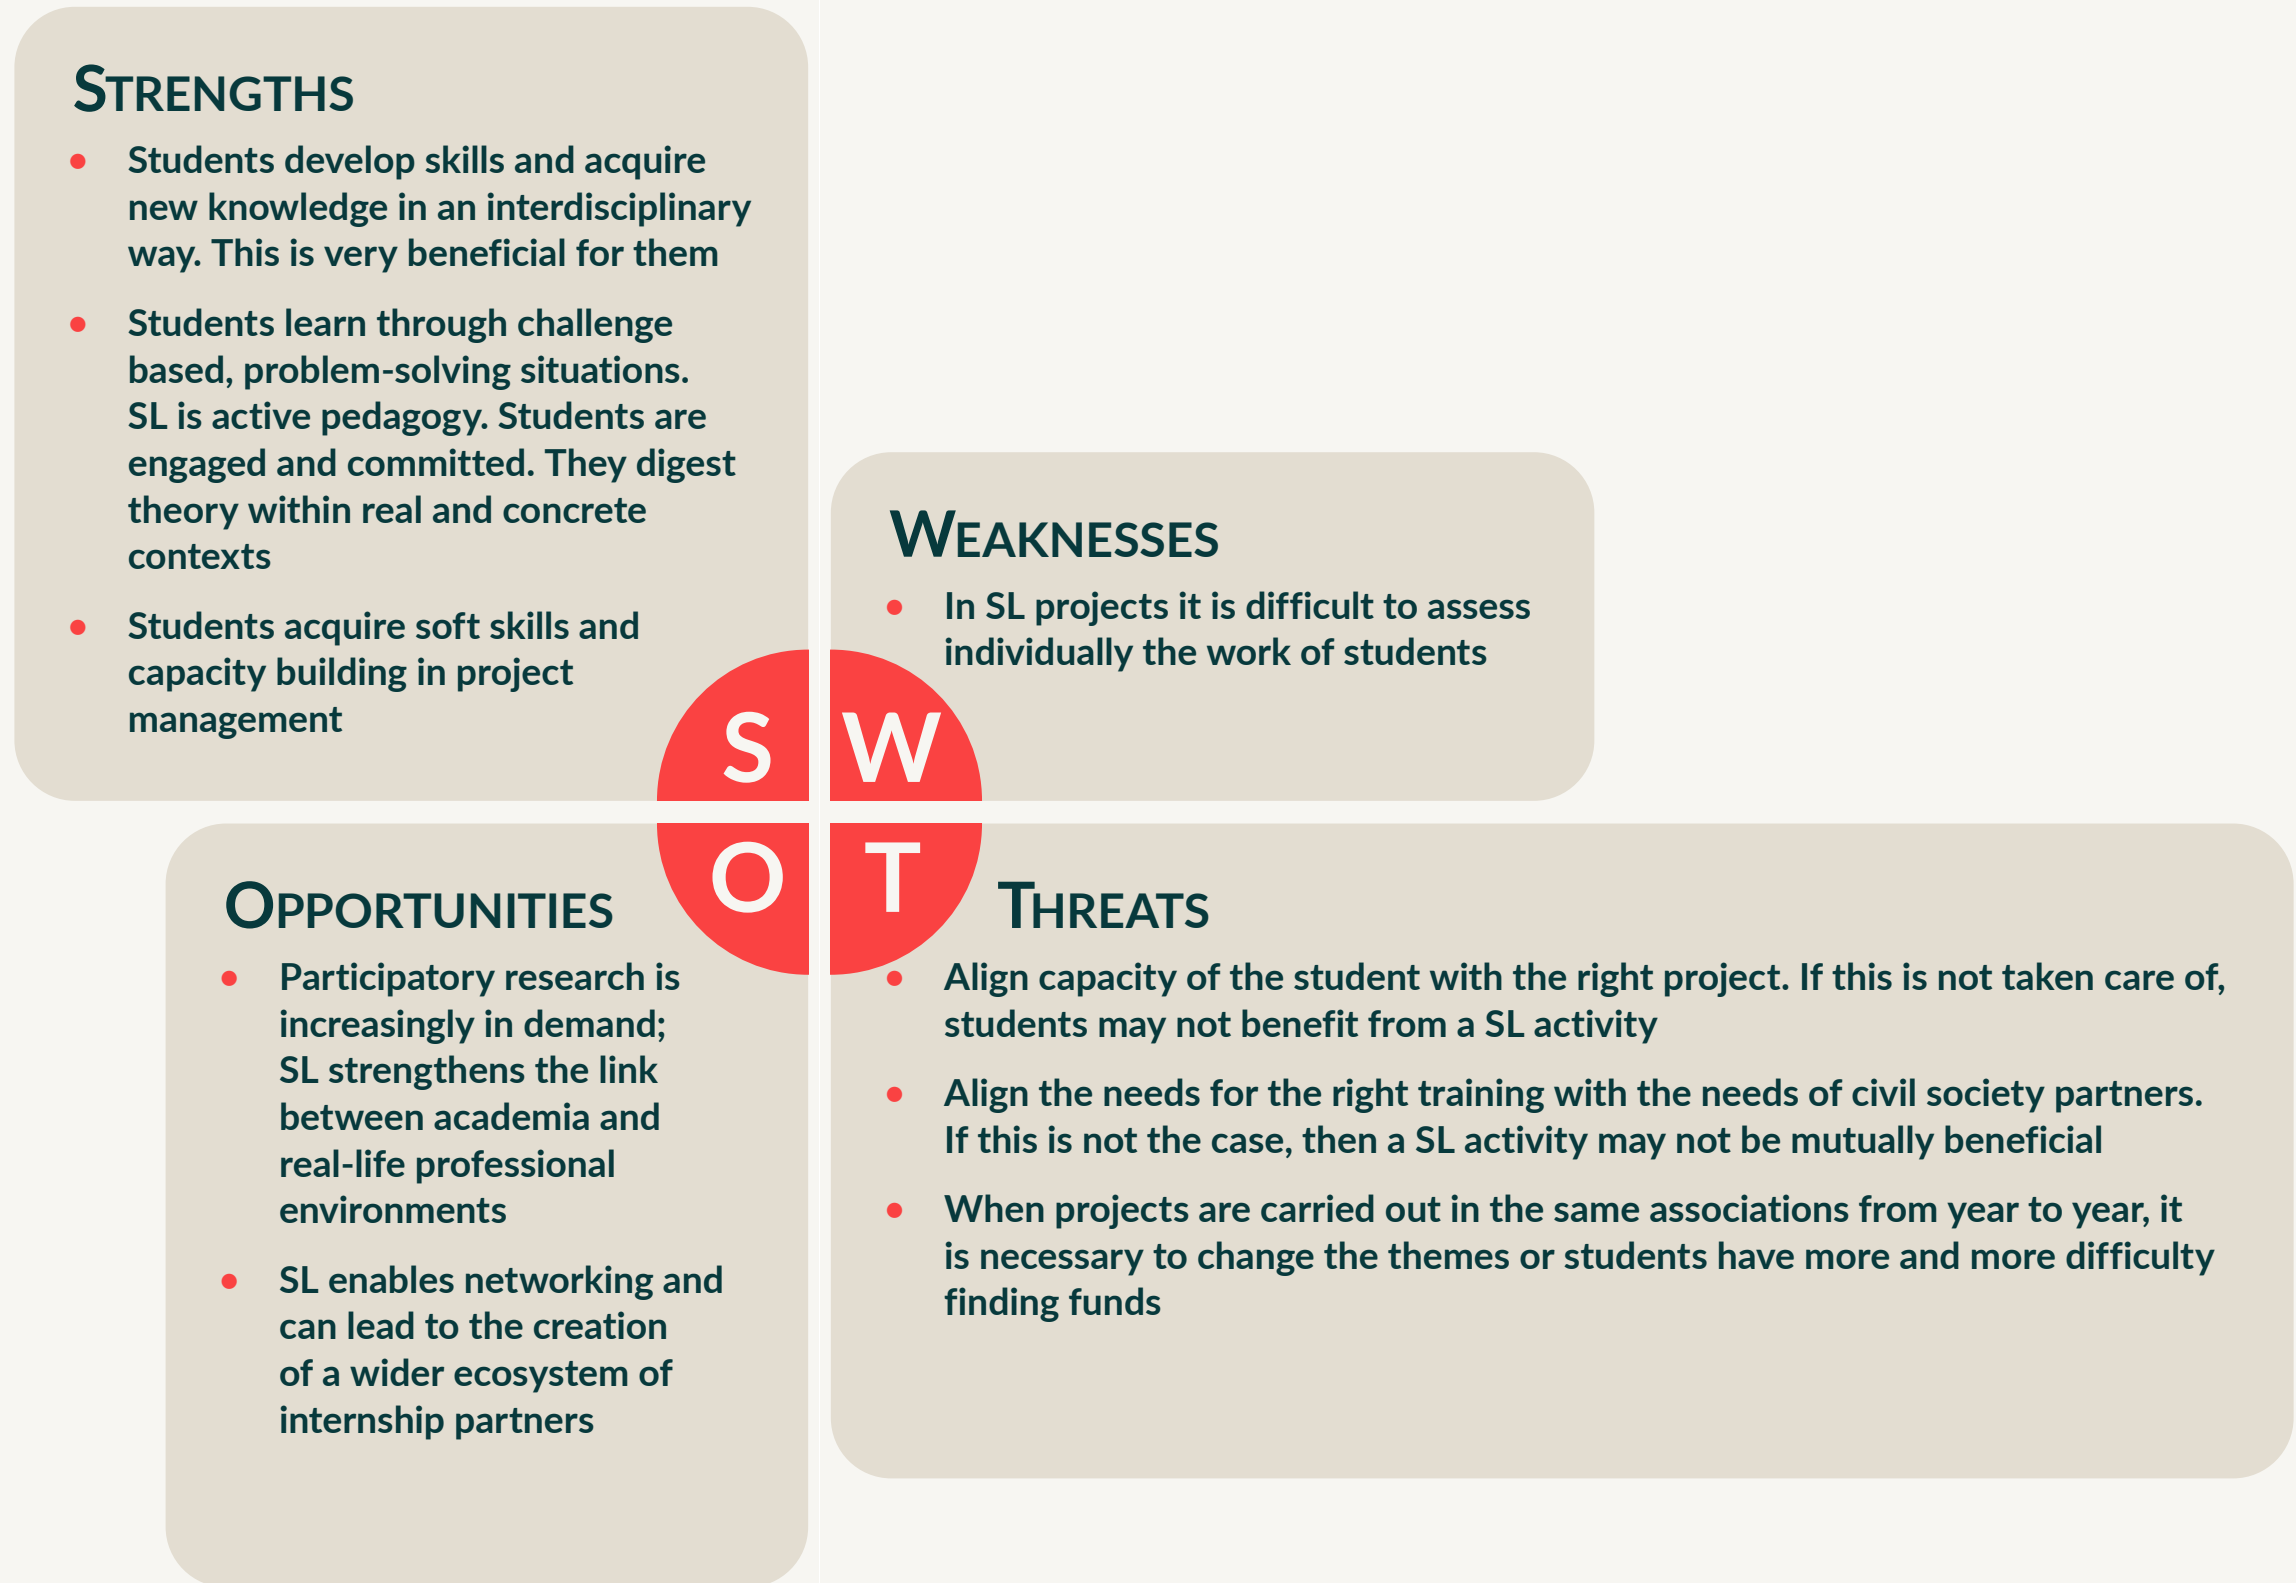 STRENGTHS
• Students develop skills and acquire
new knowledge in an interdisciplinary
way. This is very beneficial for them
• Students learn through challenge
based, problem-solving situations.
SL is active pedagogy. Students are
engaged and committed. They digest
theory within real and concrete
contexts
• Students acquire soft skills and
capacity building in project
management
WEAKNESSES
• In SL projects it is difficult to assess
individually the work of students
S W
O T
OPPORTUNITIES
• Participatory research is
increasingly in demand;
SL strengthens the link
between academia and
real-life professional
environments
• SL enables networking and
can lead to the creation
of a wider ecosystem of
internship partners
THREATS
• Align capacity of the student with the right project. If this is not taken care of,
students may not benefit from a SL activity
• Align the needs for the right training with the needs of civil society partners.
If this is not the case, then a SL activity may not be mutually beneficial
• When projects are carried out in the same associations from year to year, it
is necessary to change the themes or students have more and more difficulty
finding funds